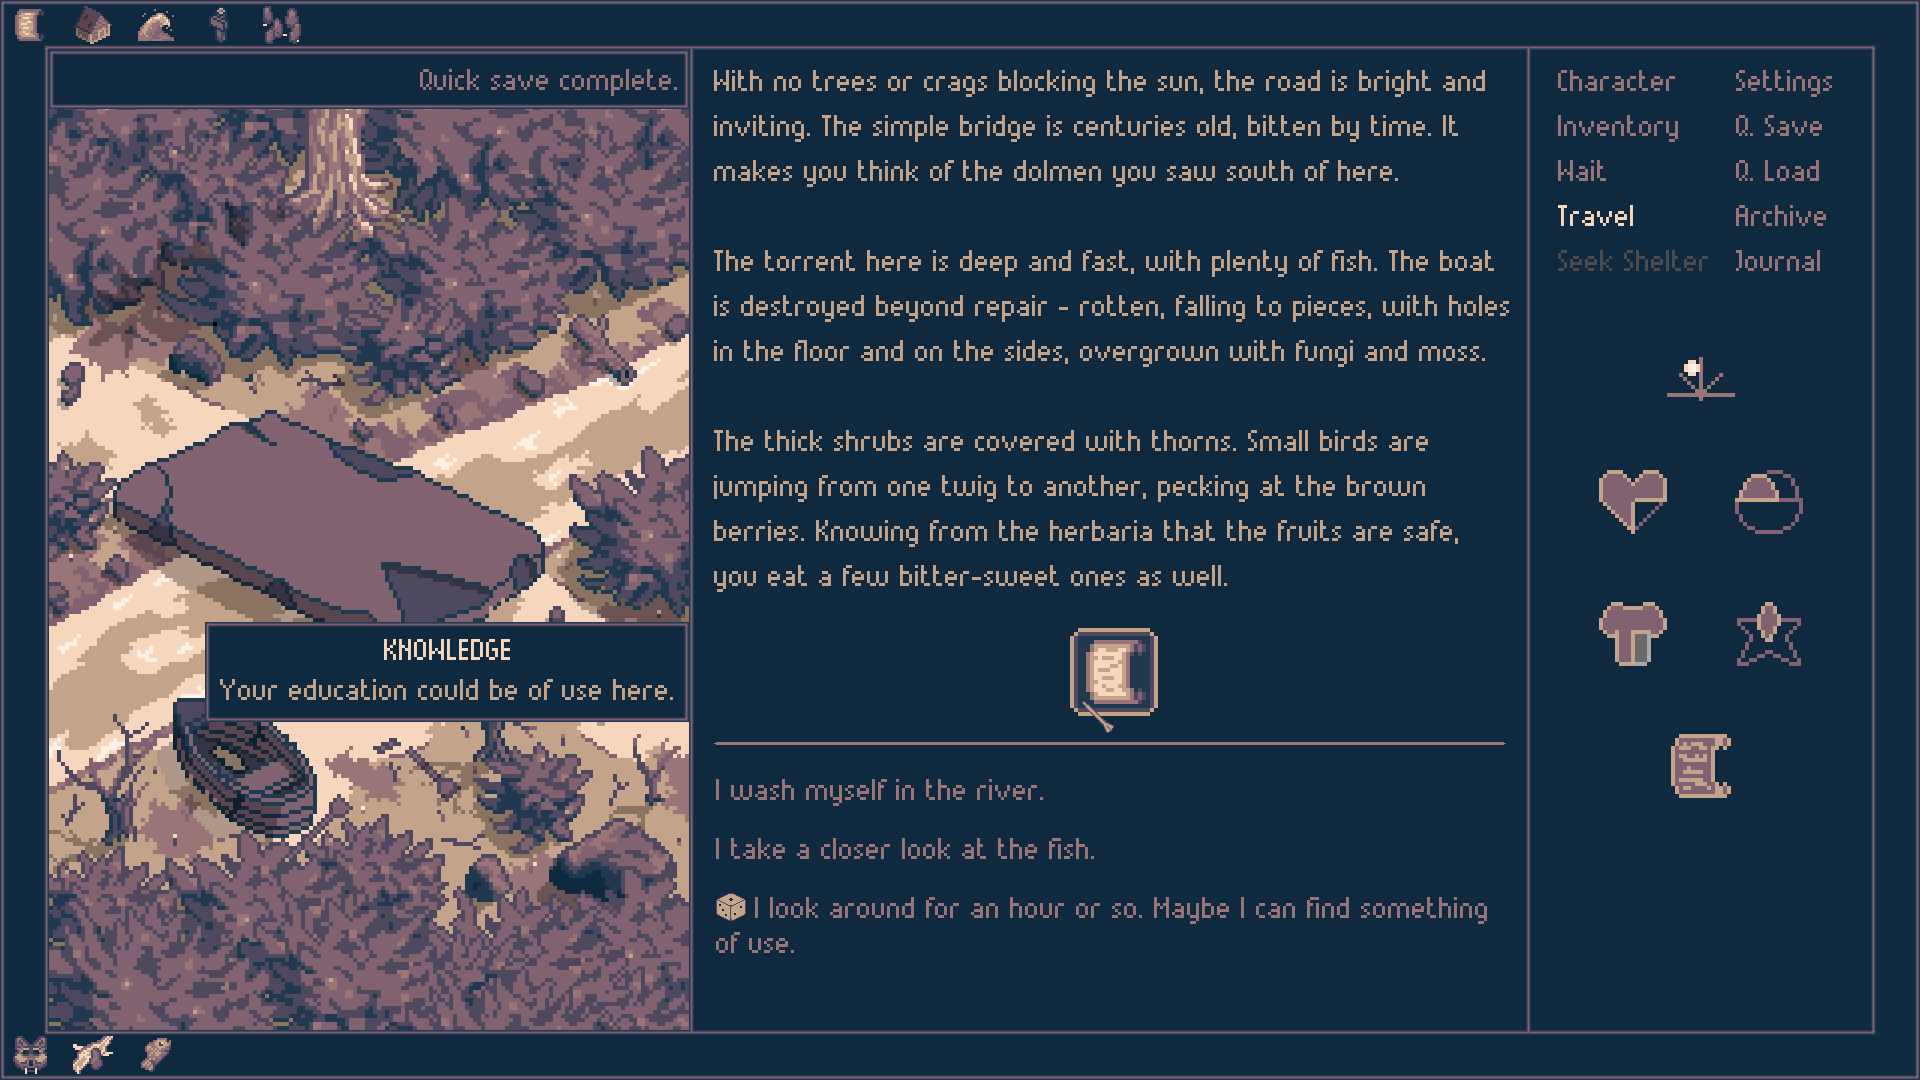 Quick save complete.
With no trees or crags blocking the sun, the road is bright and
inviting. The simple bridge is centuries old, bitten by time. It
makes you think of the dolmen you saw south of here.
The torrent here is deep and fast, with plenty of fish. The boat
is destroyed beyond repair - rotten, falling to pieces, with holes
in the floor and on the sides, overgrown with fungi and moss.
The thick shrubs are covered with thorns. Small birds are
jumping from one twig to another, pecking at the brown
berries. Knowing from the herbaria that the fruits are safe,
you eat a few bitter-sweet ones as well.
KNOWLEDGE
Your education could be of use here.
I wash myself in the river.
I take a closer look at the fish.
I look around for an hour or so. Maybe I can find something
of use.
Character
Settings
Inventory
Q. Save
Wait
Q. Load
Travel
Archive
Seek Shelter
Journal